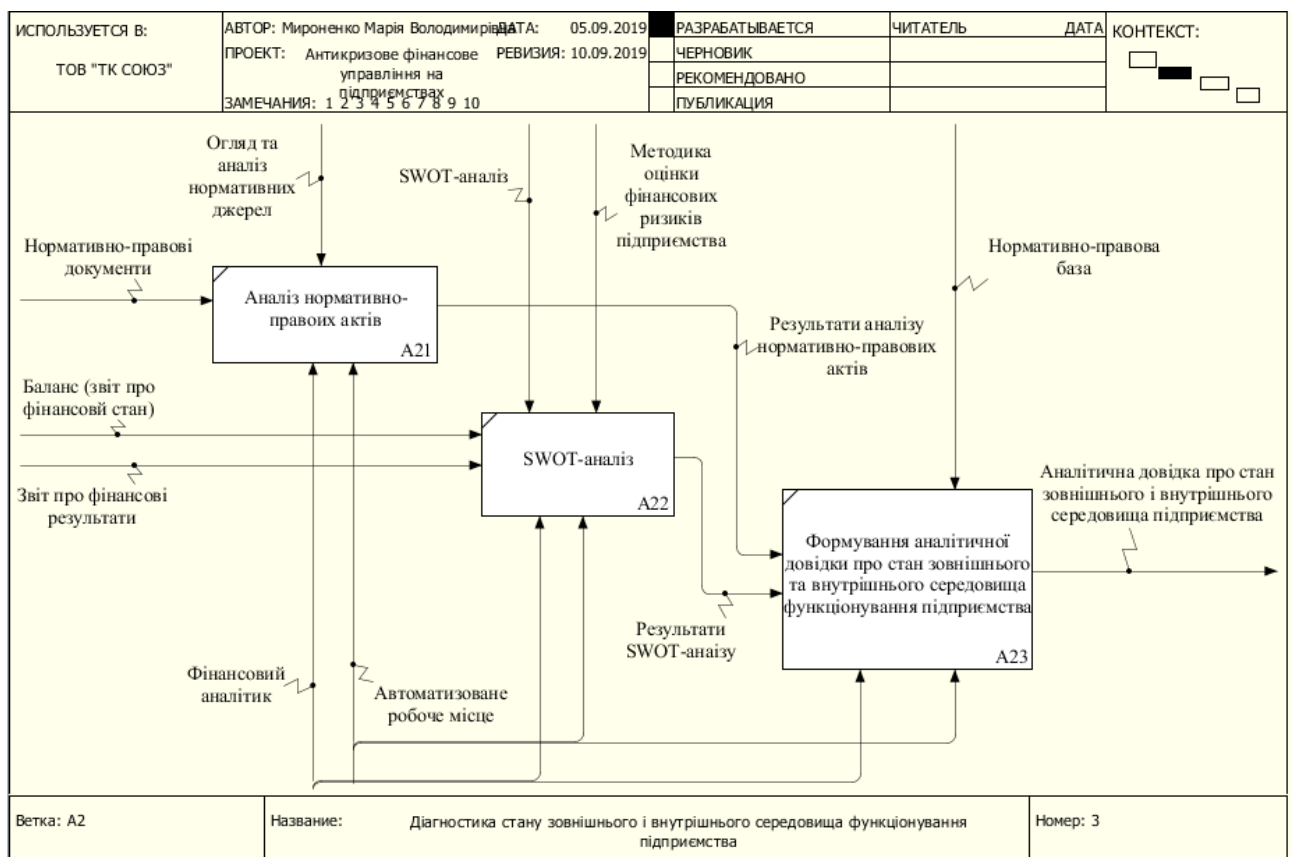 ИСПОЛЬЗУЕТСЯ В:
ТОВ "ТК СОЮЗ"
АВТОР: Мироненко Марія Володимирівна
ДАТА: 05.09.2019
ПРОЕКТ: Антикризове фінансове
управління на
підприємствах
РЕВИЗИЯ: 10.09.2019
ЗАМЕЧАНИЯ: 1 2 3 4 5 6 7 8 9 10
РАЗРАБАТЫВАЕТСЯ
ЧЕРНОВИК
РЕКОМЕНДОВАНО
ПУБЛИКАЦИЯ
ЧИТАТЕЛЬ ДАТА
КОНТЕКСТ:
Огляд та
аналіз
нормативних
джерел
SWOT-аналіз
Методика
оцінки
фінансових
ризиків
підприємства
Нормативно-правові
документи
Нормативно-правова
база
Аналіз нормативно-
правоих актів
A21
Результати аналізу
нормативно-правових
актів
Баланс (звіт про
фінансовй стан)
SWOT-аналіз
A22
Звіт про фінансові
результати
Аналітична довідка про стан
зовнішнього і внутрішнього
середовища підприємства
Формування аналітичної
довідки про стан зовнішнього
та внутрішнього середовища
функціонування підприємства
A23
Результати
SWOT-анаізу
Фінансовий
аналітик
Автоматизоване
робоче місце
Ветка: A2
Название: Діагностика стану зовнішнього і внутрішнього середовища функціонування
підприємства
Номер: 3